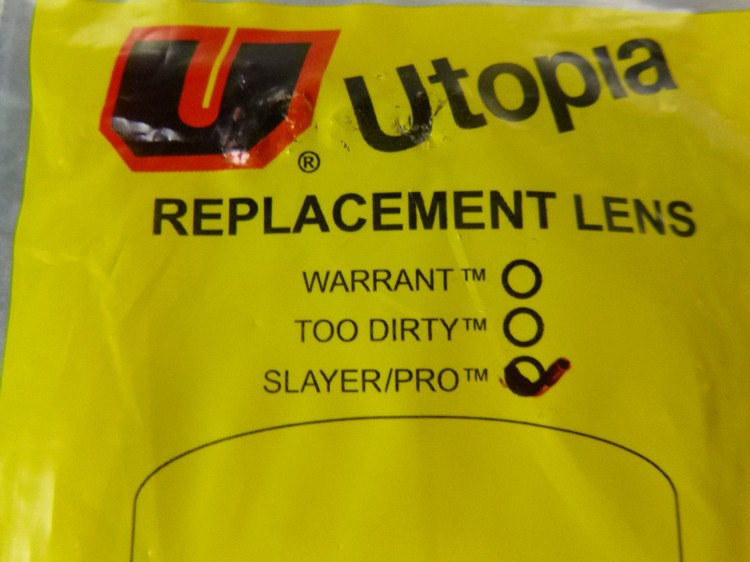 U® Utopia
REPLACEMENT LENS
WARRANT™
TOO DIRTY™
SLAYER/PRO™